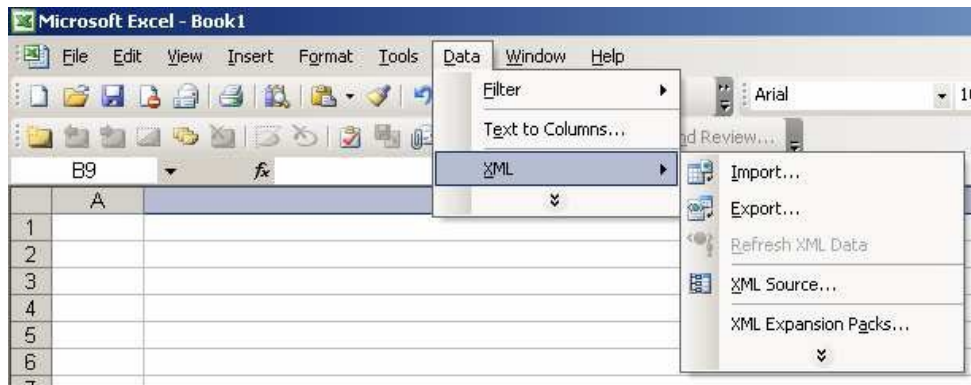 Microsoft Excel - Book1
File Edit View Insert Format Tools Data Window Help
Filter
Arial
Text to Columns...
Review...
B9 fx
XML
Import...
A
Export...
1
Refresh XML Data
2
3
XML Source...
4
XML Expansion Packs...
5
6